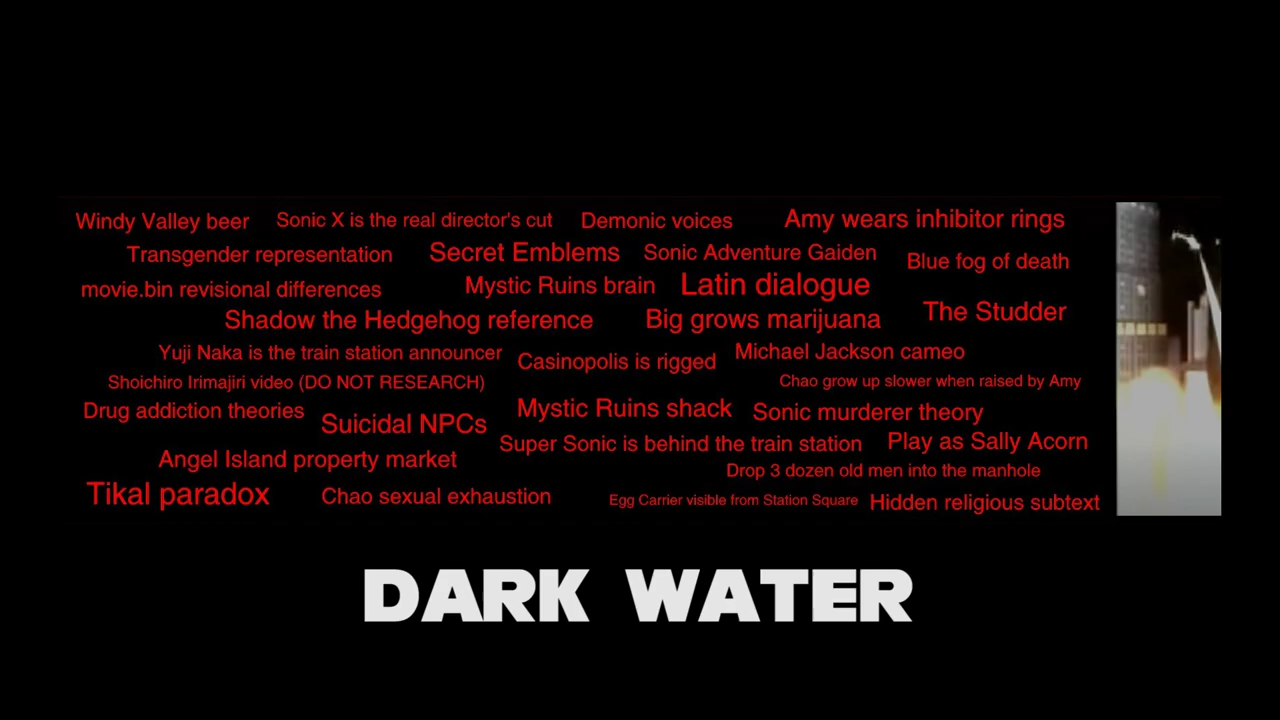 Windy Valley beer
Sonic X is the real director's cut
Demonic voices
Amy wears inhibitor rings
Transgender representation
Secret Emblems
Sonic Adventure Gaiden
Blue fog of death
movie.bin revisional differences
Mystic Ruins brain
Latin dialogue
Shadow the Hedgehog reference
Big grows marijuana
The Studder
Yuji Naka is the train station announcer
Casinopolis is rigged
Michael Jackson cameo
Shoichiro Irimajiri video (DO NOT RESEARCH)
Chao grow up slower when raised by Amy
Drug addiction theories
Suicidal NPCs
Mystic Ruins shack
Sonic murderer theory
Super Sonic is behind the train station
Play as Sally Acorn
Angel Island property market
Drop 3 dozen old men into the manhole
Tikal paradox
Chao sexual exhaustion
Egg Carrier visible from Station Square
Hidden religious subtext
DARK WATER